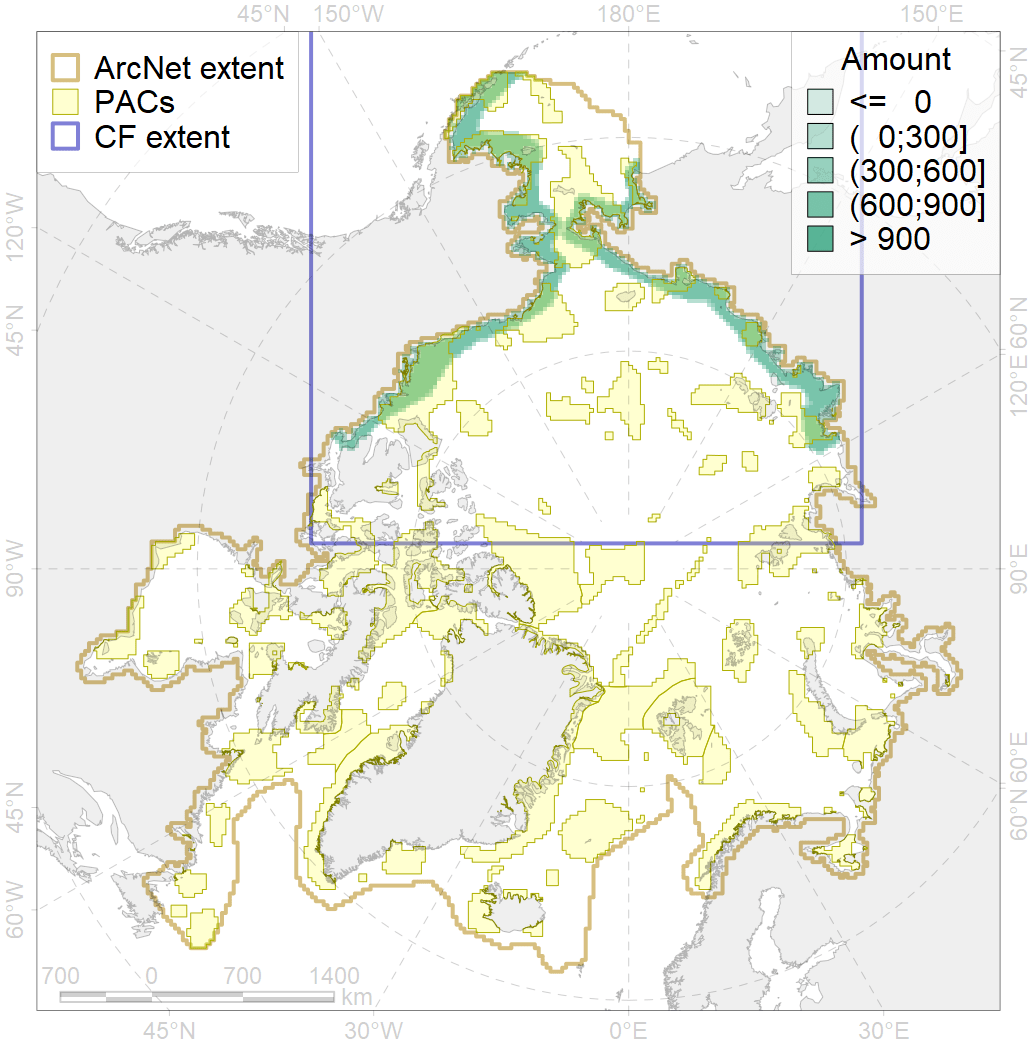 45°N 150°W 180°E 150°E
ArcNet extent
PACs
CF extent
Amount
<= 0
( 0;300]
(300;600]
(600;900]
> 900
45°N
120°W
60°N
45°N
120°E
90°W
90°E
60°E
45°N
60°N
60°W
700 0 700 1400
km
45°N 30°W 0°E 30°E